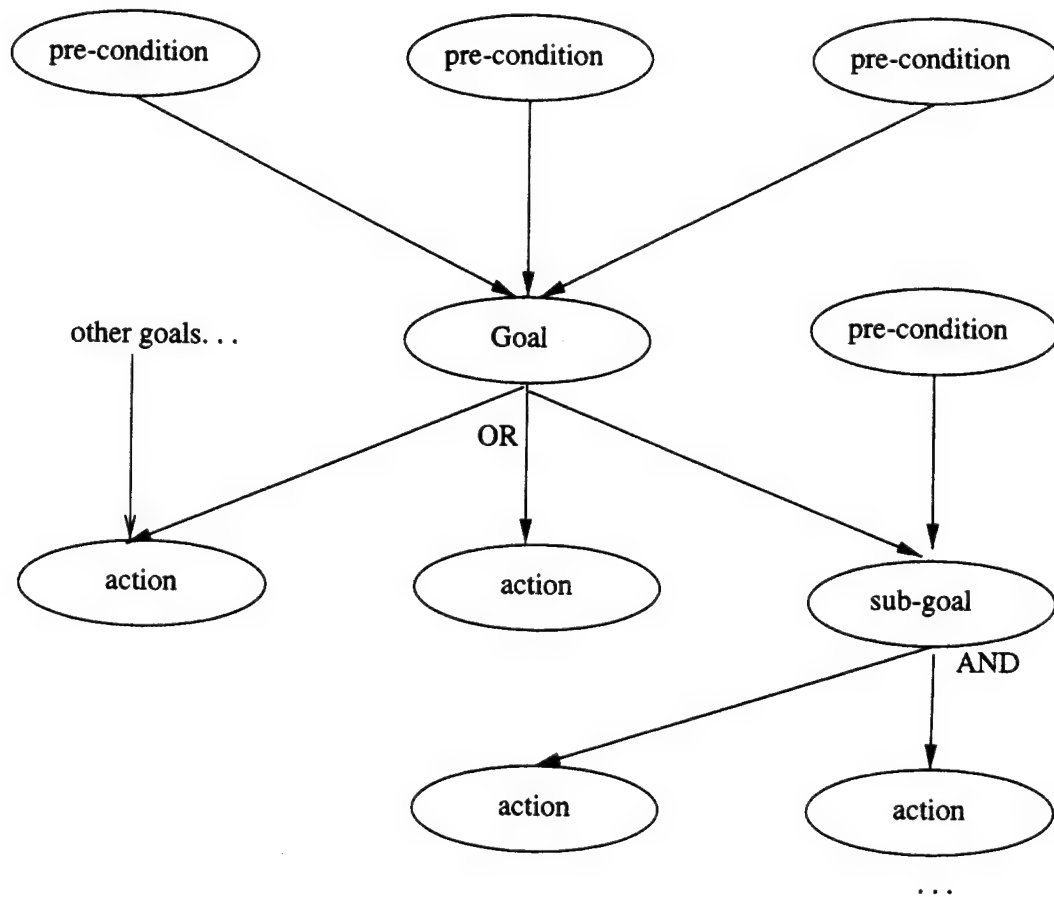 pre-condition
pre-condition
pre-condition
other goals. . .
Goal
pre-condition
OR
action
action
sub-goal
AND
action
action
. . .